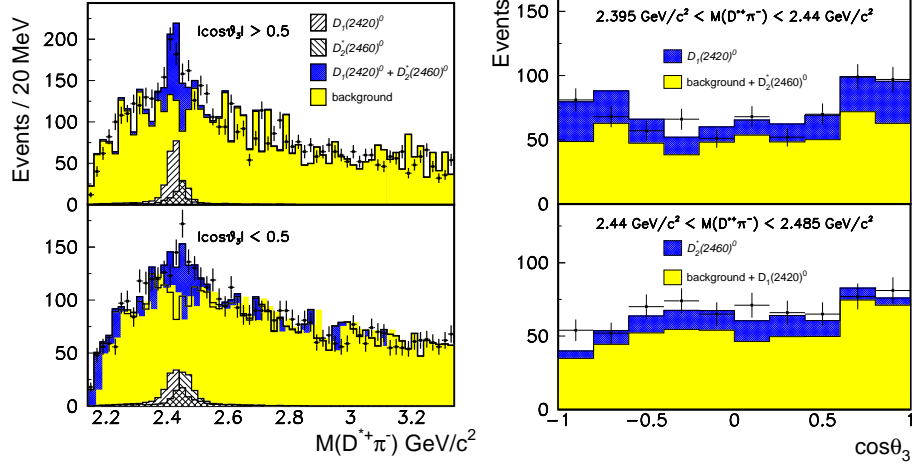 Events / 20 MeV
200
150
100
50
0
|cosϑ₃| > 0.5
D₁(2420)⁰
D₂*(2460)⁰
D₁(2420)⁰ + D₂*(2460)⁰
background
150
100
50
0
|cosϑ₃| < 0.5
2.2 2.4 2.6 2.8 3 3.2
M(D*⁺π⁻) GeV/c²
Events
150
100
50
0
2.395 GeV/c² < M(D*⁺π⁻) < 2.44 GeV/c²
D₁(2420)⁰
background + D₂*(2460)⁰
100
50
0
2.44 GeV/c² < M(D*⁺π⁻) < 2.485 GeV/c²
D₂*(2460)⁰
background + D₁(2420)⁰
-1 -0.5 0 0.5 1
cosθ₃